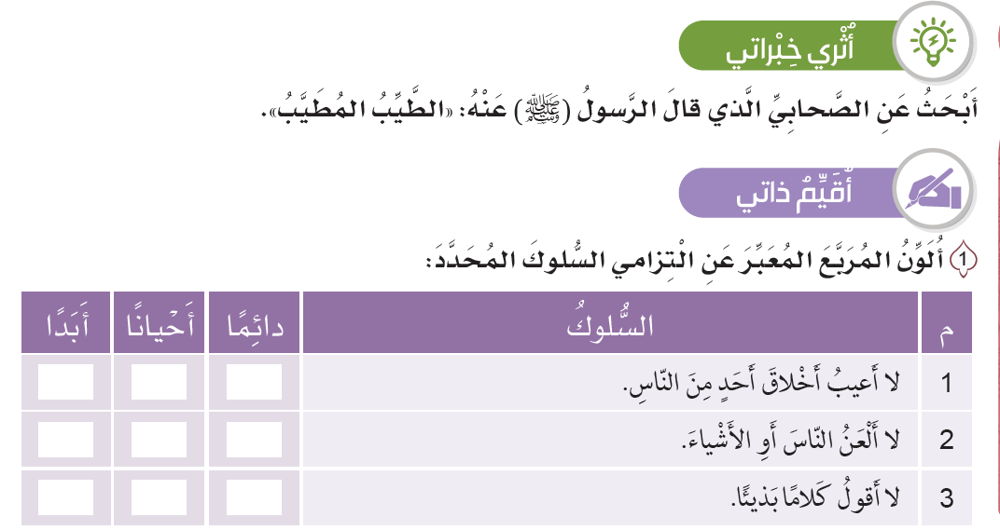 أُثْري خِبْراتي
أَبْحَثُ عَنِ الصَّحابِيِّ الَّذي قالَ الرَّسولُ (ﷺ) عَنْهُ: «الطَّيِّبُ المُطَيَّبُ».
أُقَيِّمُ ذاتي
1 أُلَوِّنُ المُرَبَّعَ المُعَبِّرَ عَنِ الْتِزامي السُّلوكَ المُحَدَّدَ:
م السُّلوكُ دائِمًا أَحْيانًا أَبَدًا
1 لا أَعيبُ أَخْلاقَ أَحَدٍ مِنَ النّاسِ.
2 لا أَلْعَنُ النّاسَ أَوِ الأَشْياءَ.
3 لا أَقولُ كَلامًا بَذيئًا.